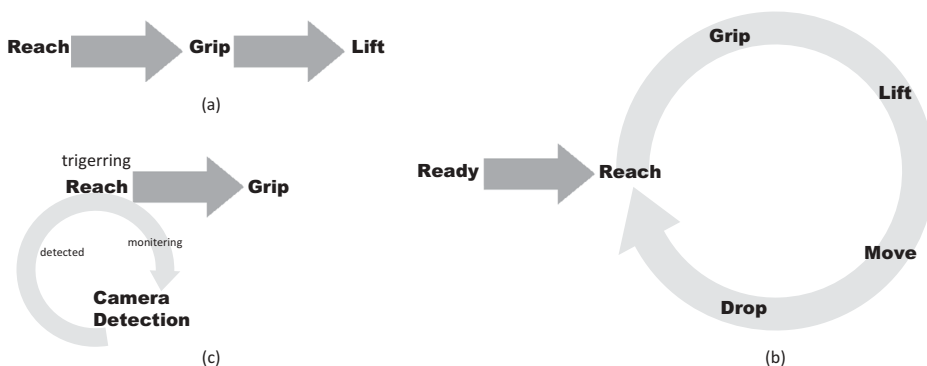 Reach Grip Lift
(a)
trigerring
Reach Grip
detected
monitering
Camera
Detection
(c)
Ready Reach
Grip
Lift
Move
Drop
(b)